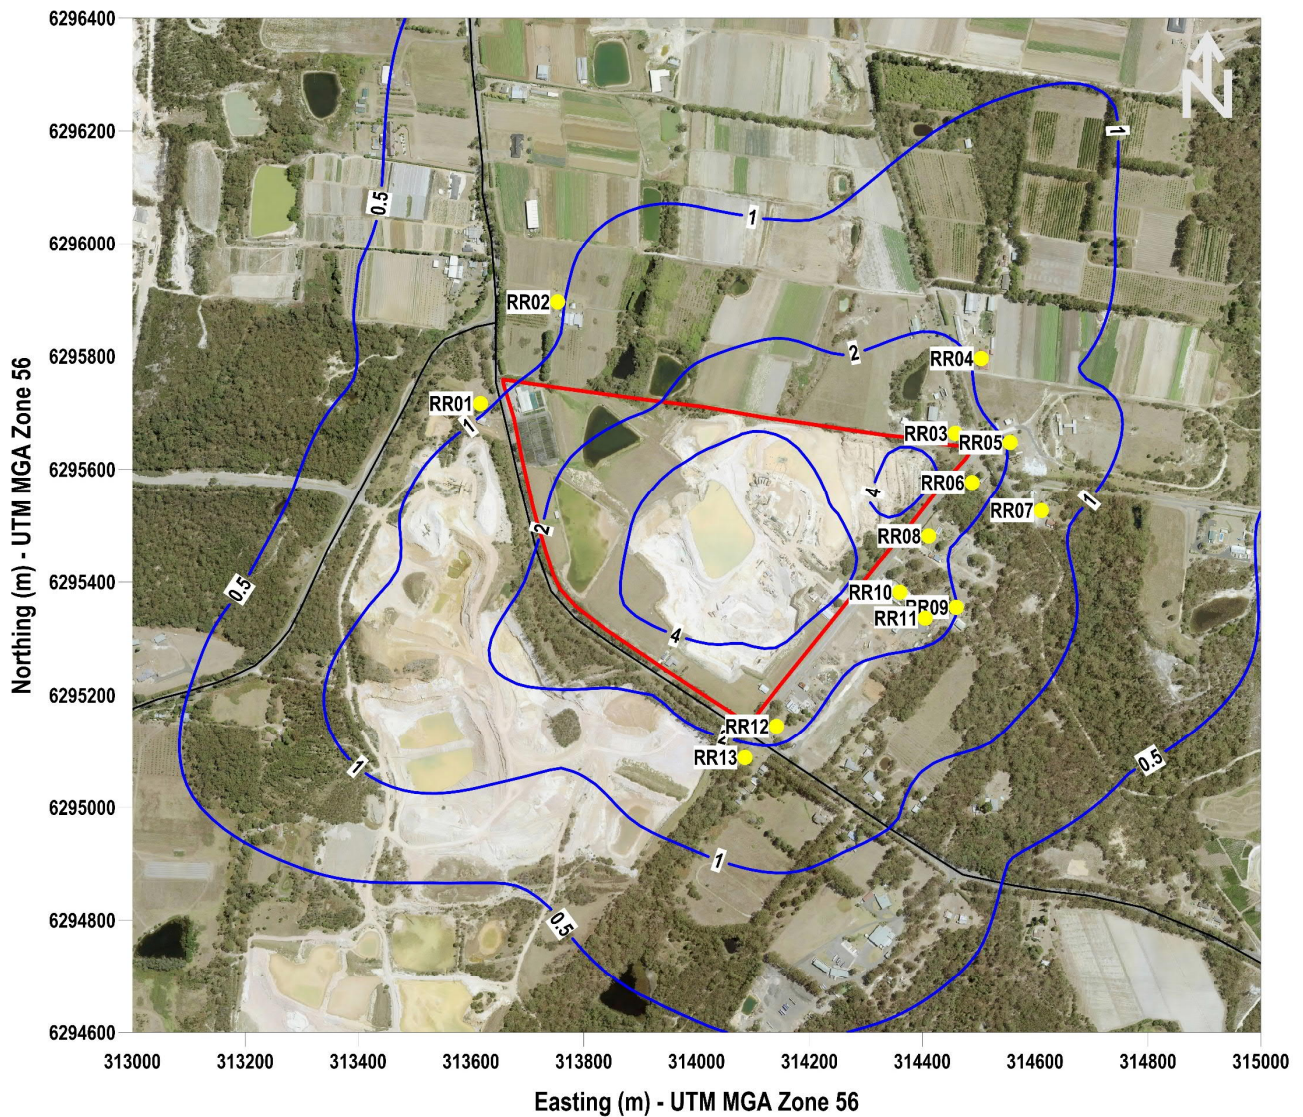 6296400
6296200
6296000
6295800
6295600
6295400
6295200
6295000
6294800
6294600
Northing (m) - UTM MGA Zone 56
N
1
0.5
1
RR02
2
RR04
RR01
1
RR03
RR05
4
RR06
1
RR07
2
RR08
0.5
RR10
RR09
RR11
4
RR12
2
RR13
0.5
1
1
0.5
313000
313200
313400
313600
313800
314000
314200
314400
314600
314800
315000
Easting (m) - UTM MGA Zone 56